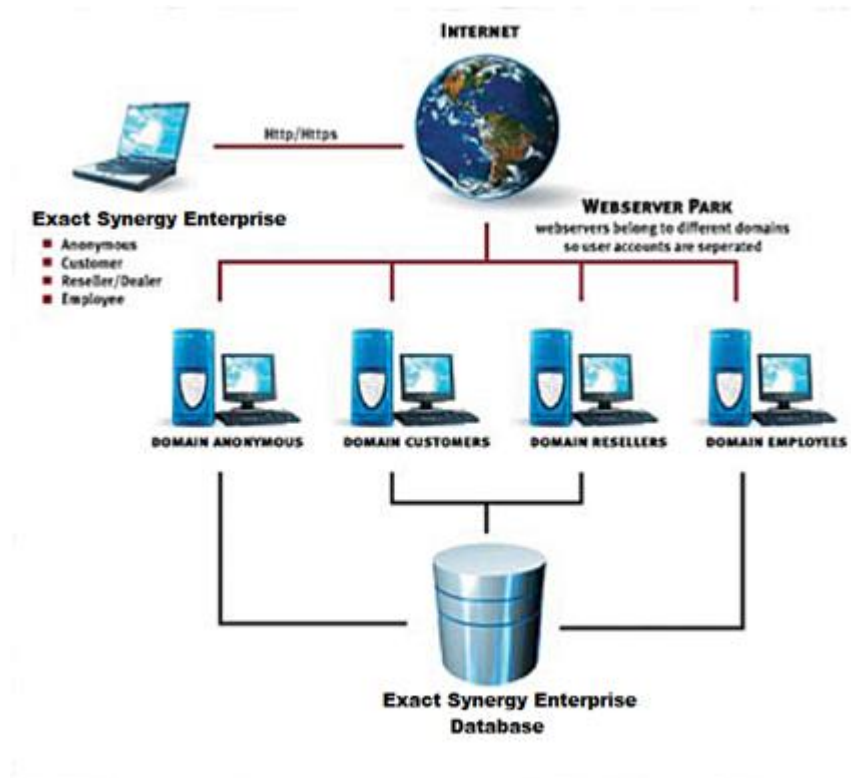 INTERNET
Http/Https
Exact Synergy Enterprise
Anonymous
Customer
Reseller/Dealer
Employee
WEBSERVER PARK
webservers belong to different domains
so user accounts are seperated
DOMAIN ANONYMOUS
DOMAIN CUSTOMERS
DOMAIN RESELLERS
DOMAIN EMPLOYEES
Exact Synergy Enterprise
Database